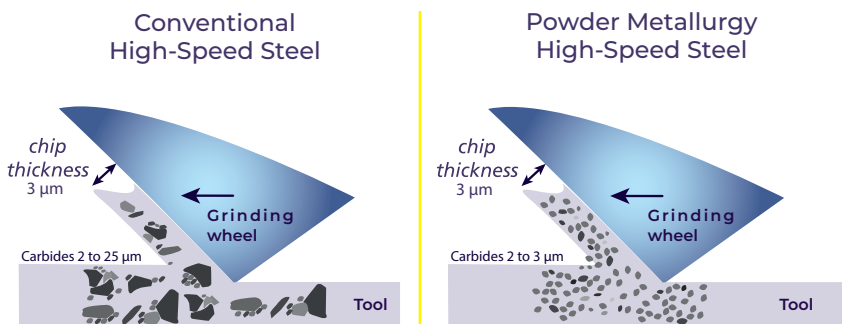 Conventional
High-Speed Steel
chip
thickness
3 µm
Grinding
wheel
Carbides 2 to 25 µm
Tool
Powder Metallurgy
High-Speed Steel
chip
thickness
3 µm
Grinding
wheel
Carbides 2 to 3 µm
Tool